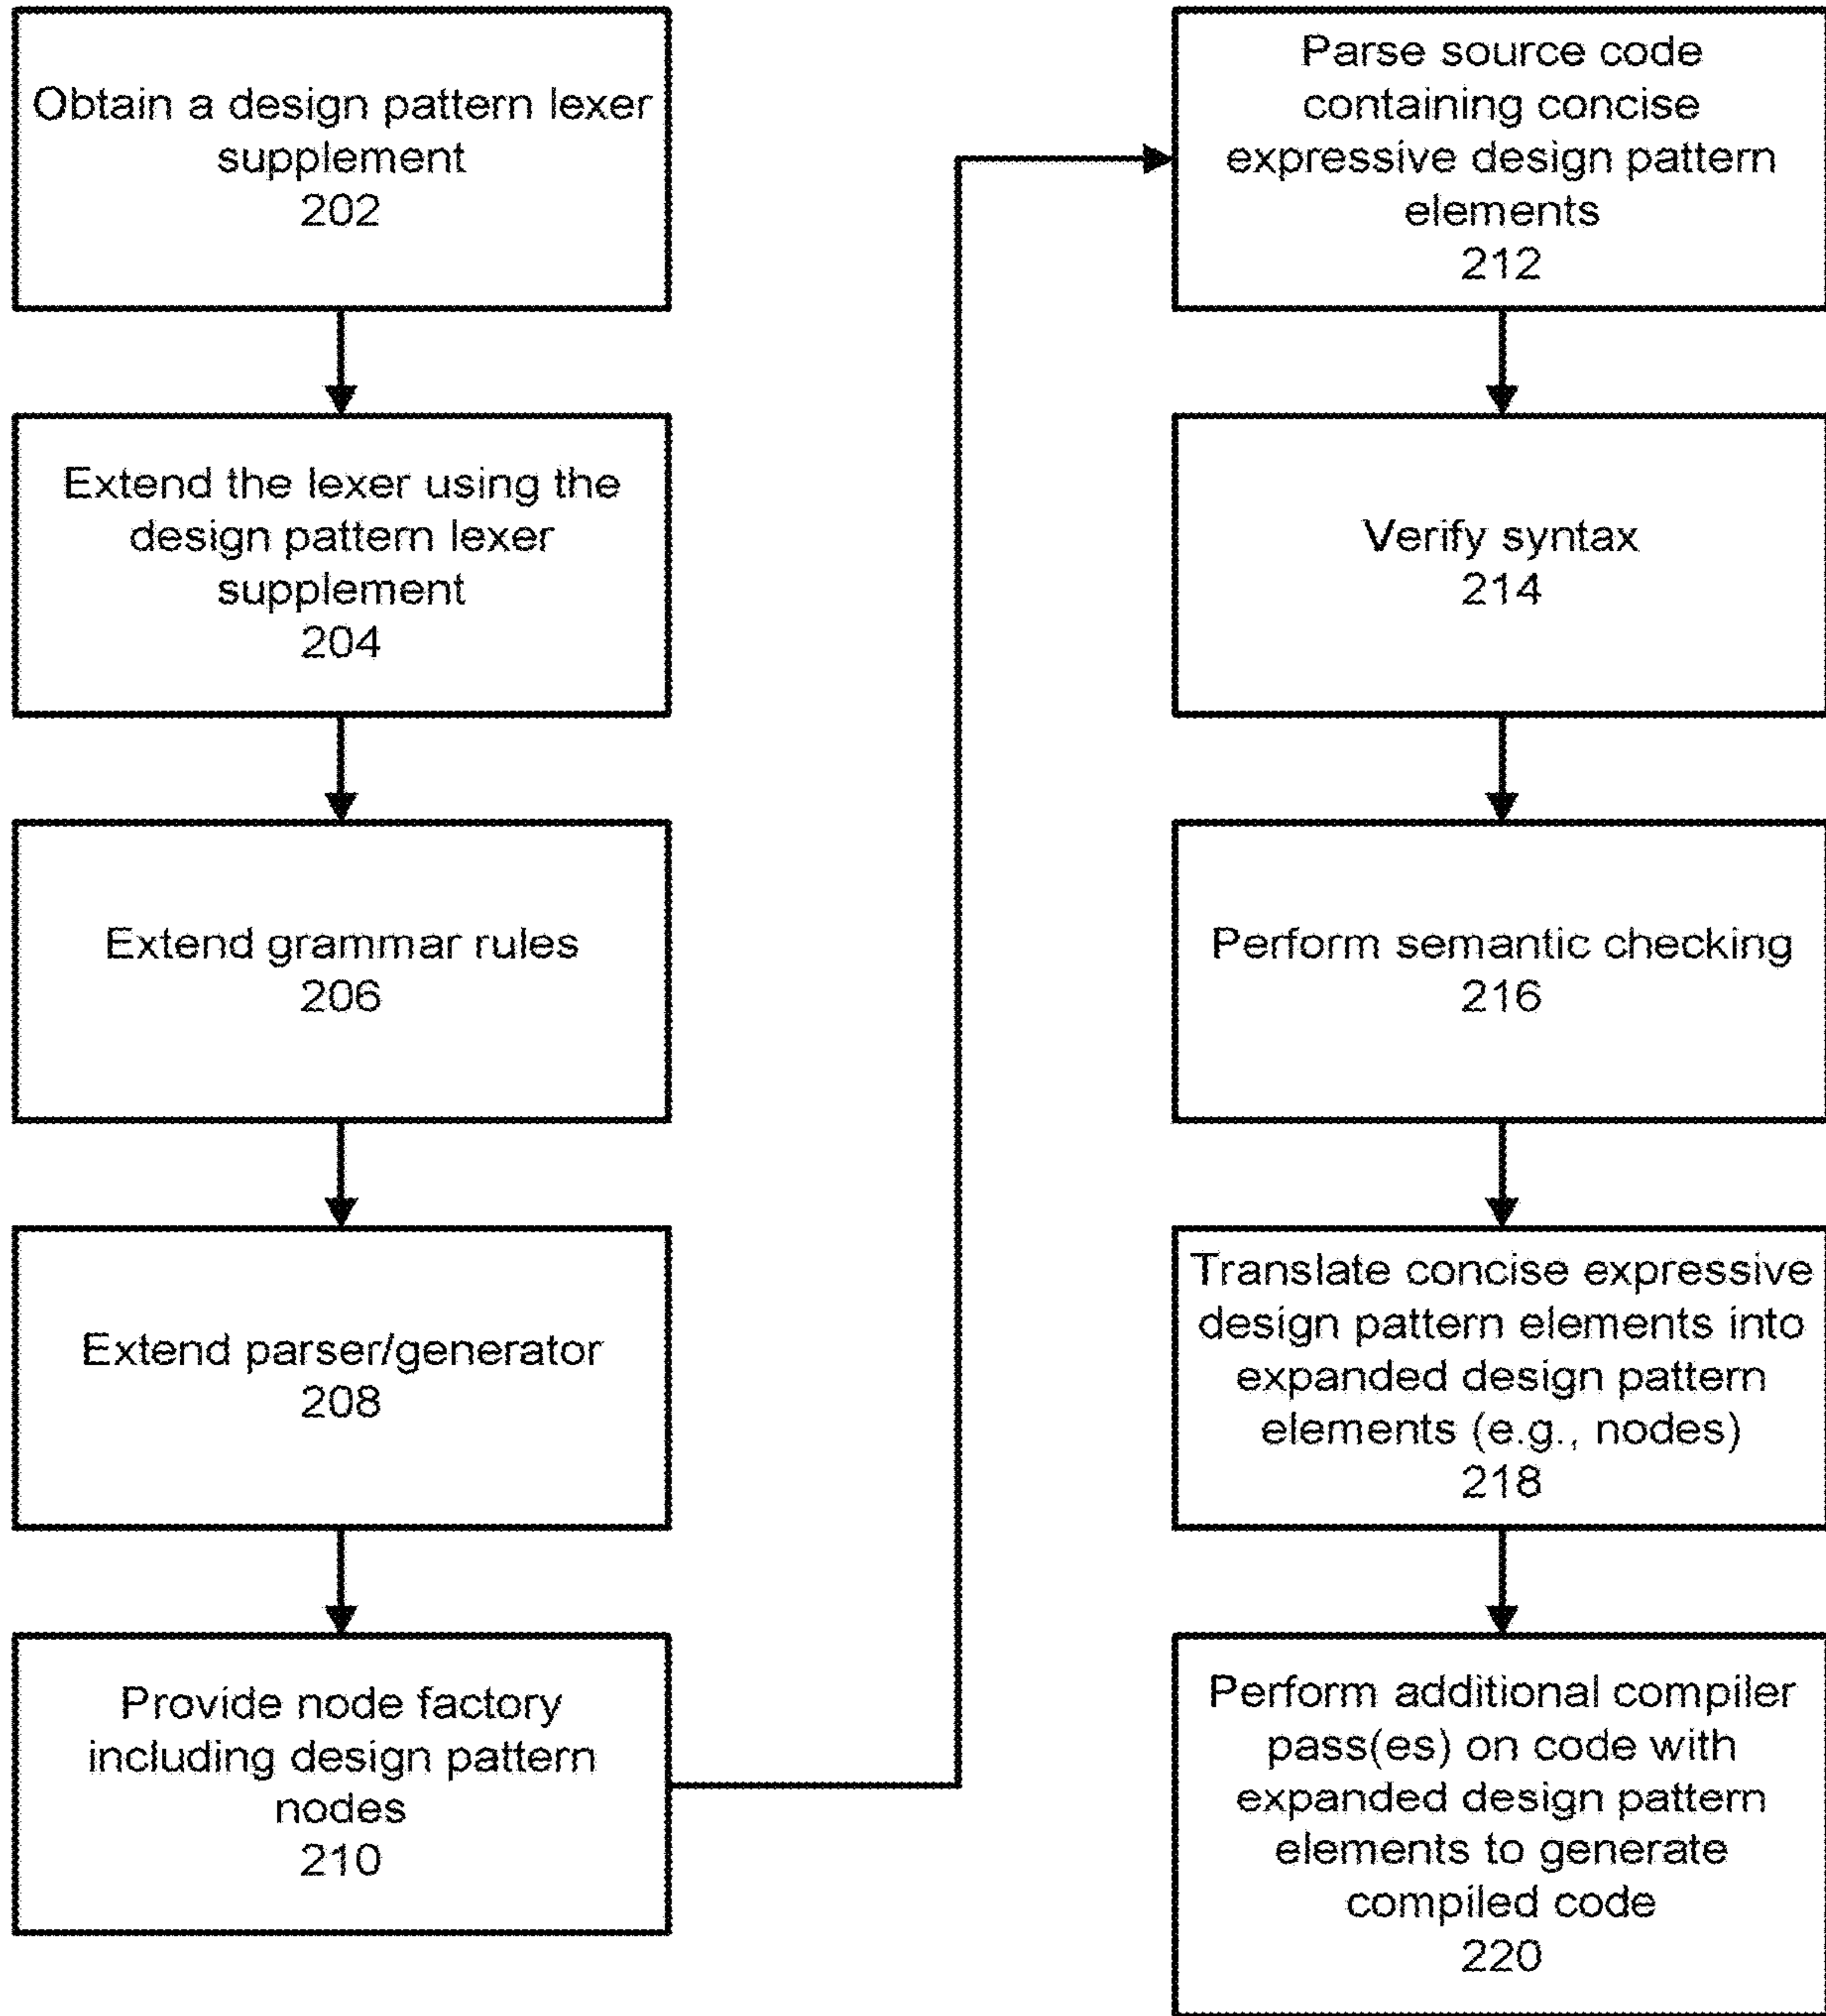 Obtain a design pattern lexer
supplement
202
Extend the lexer using the
design pattern lexer
supplement
204
Extend grammar rules
206
Extend parser/generator
208
Provide node factory
including design pattern
nodes
210
Parse source code
containing concise
expressive design pattern
elements
212
Verify syntax
214
Perform semantic checking
216
Translate concise expressive
design pattern elements into
expanded design pattern
elements (e.g., nodes)
218
Perform additional compiler
pass(es) on code with
expanded design pattern
elements to generate
compiled code
220